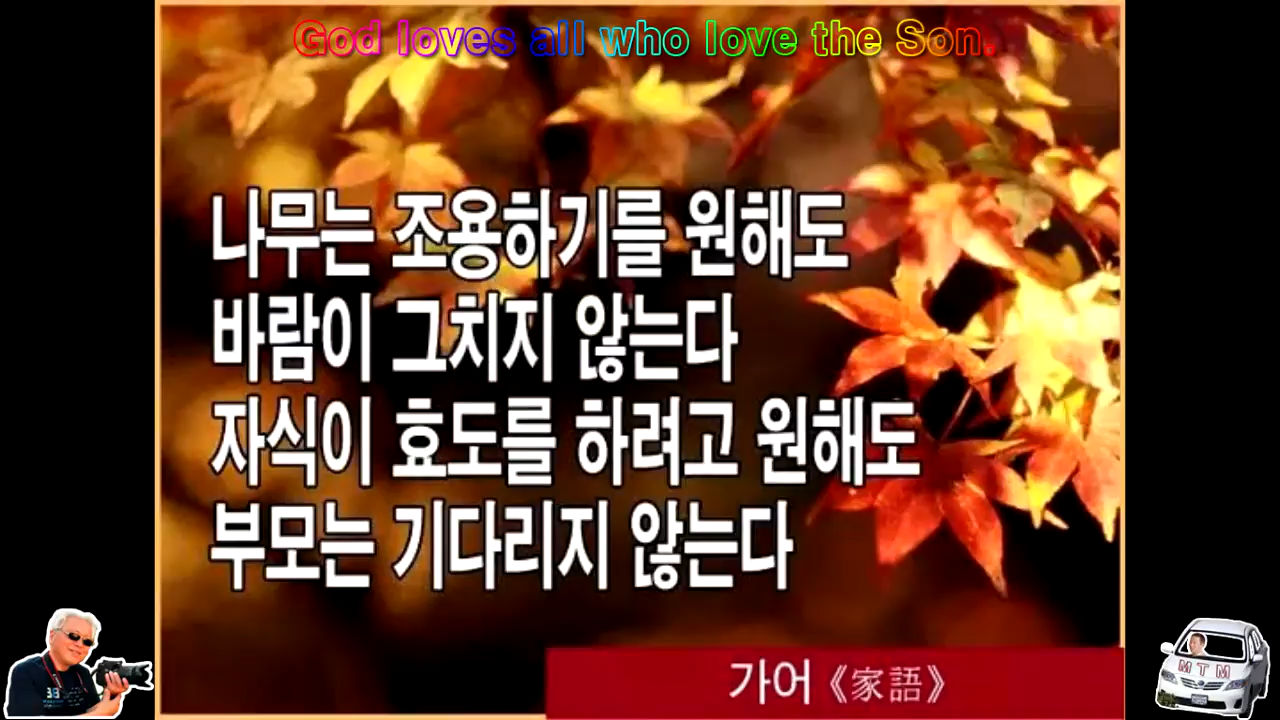 God loves all who love the Son.
나무는 조용하기를 원해도
바람이 그치지 않는다
자식이 효도를 하려고 원해도
부모는 기다리지 않는다
가어《家語》
M T M